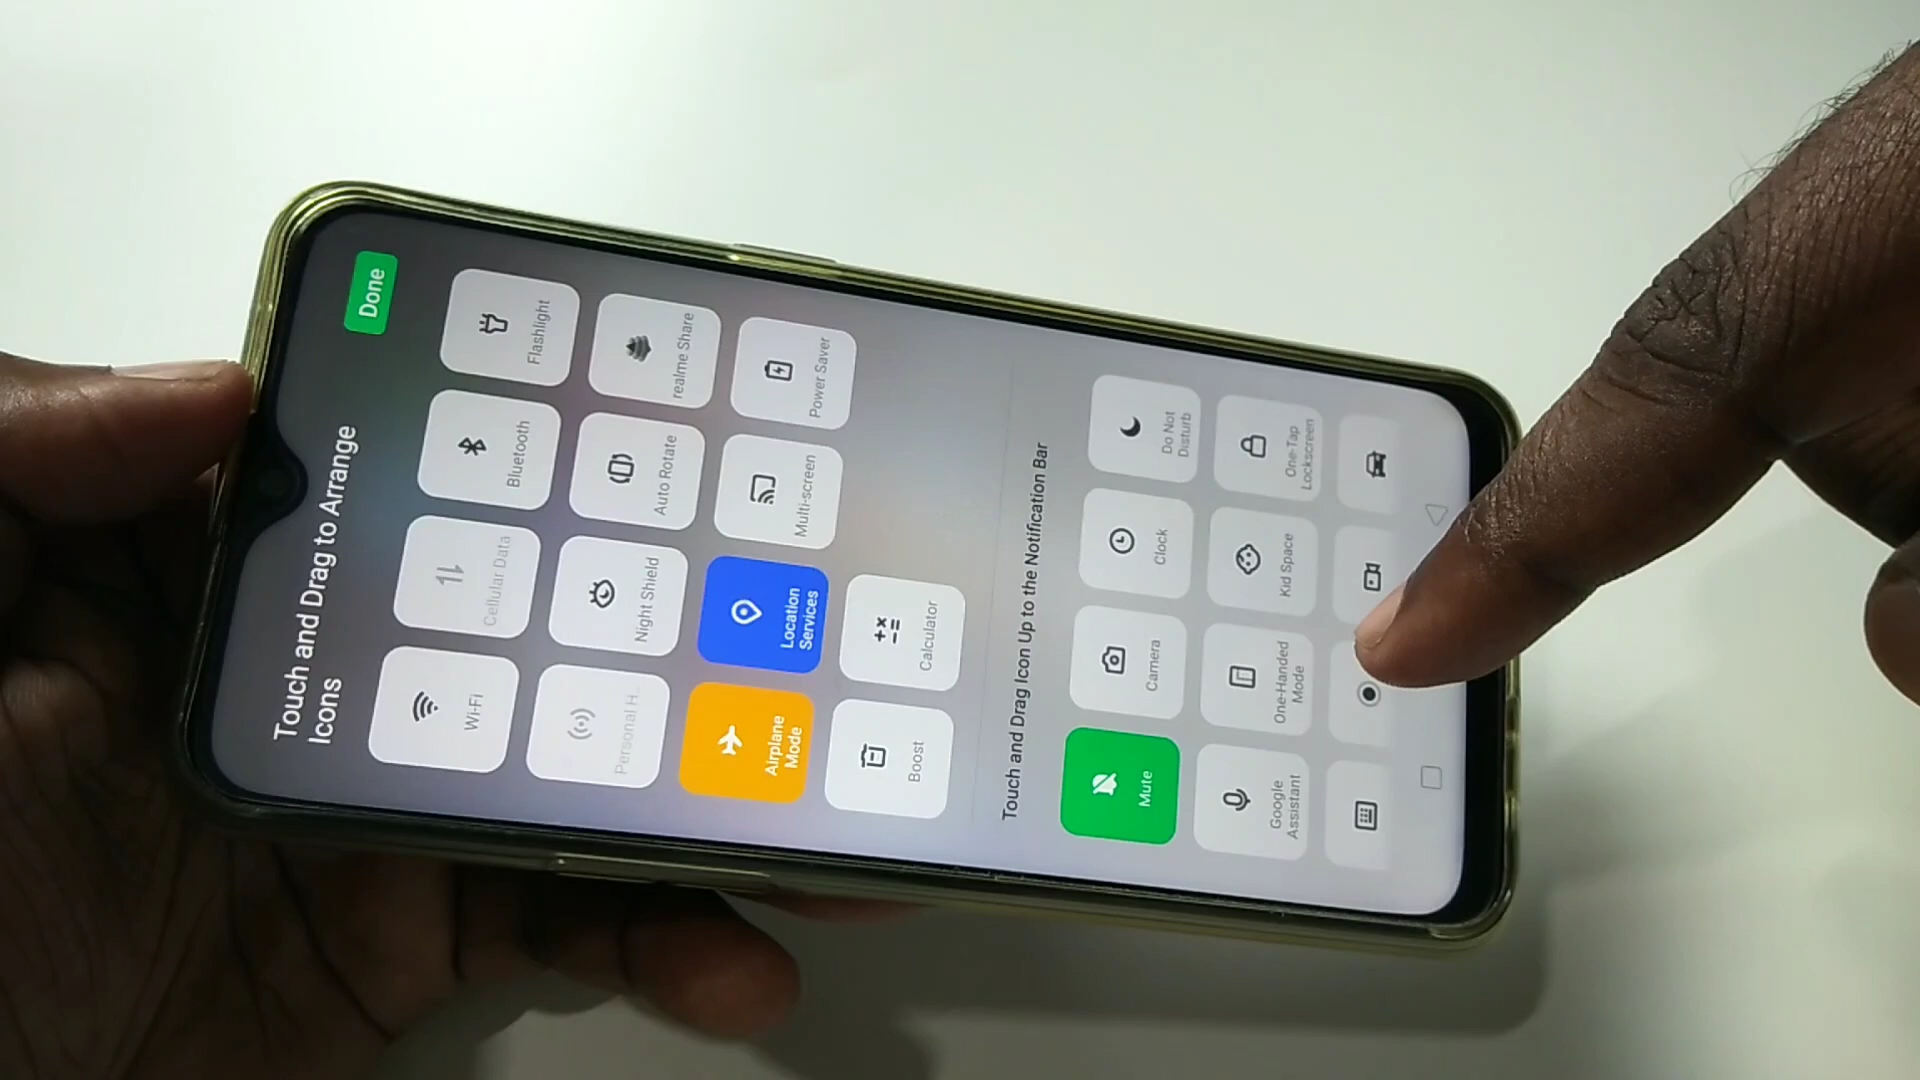 Touch and Drag to Arrange
Icons
Done
Wi-Fi
Cellular Data
Bluetooth
Flashlight
Personal H
Night Shield
Auto Rotate
realme Share
Airplane
Mode
Location
Services
Multi-screen
Power Saver
Boost
Calculator
Touch and Drag Icon Up to the Notification Bar
Mute
Camera
Clock
Do Not
Disturb
Google
Assistant
One-Handed
Mode
Kid Space
One-Tap
Lockscreen